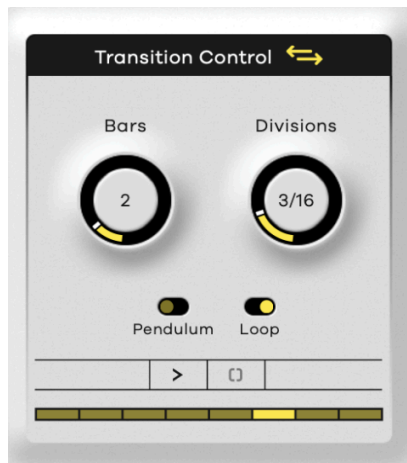 Transition Control
Bars Divisions
2 3/16
Pendulum Loop
>